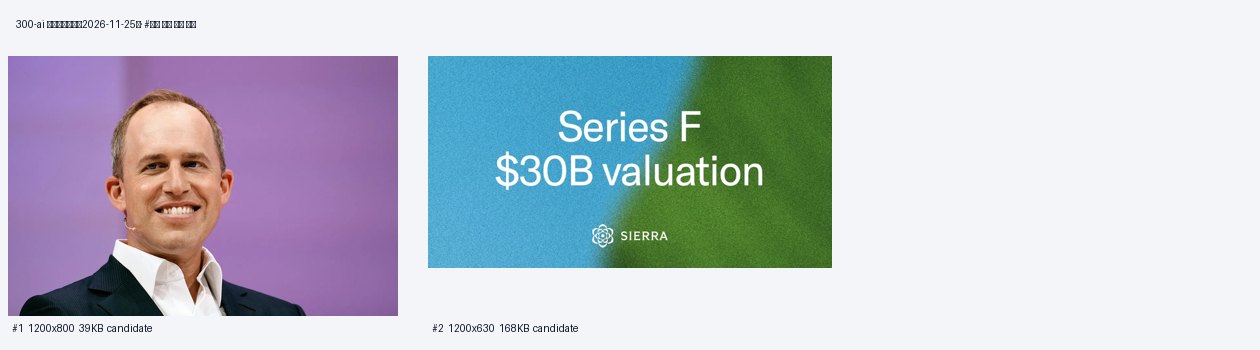 300-ai 2026-11-25 #
Series F
$30B valuation
SIERRA
#1 1200x800 39KB candidate
#2 1200x630 168KB candidate